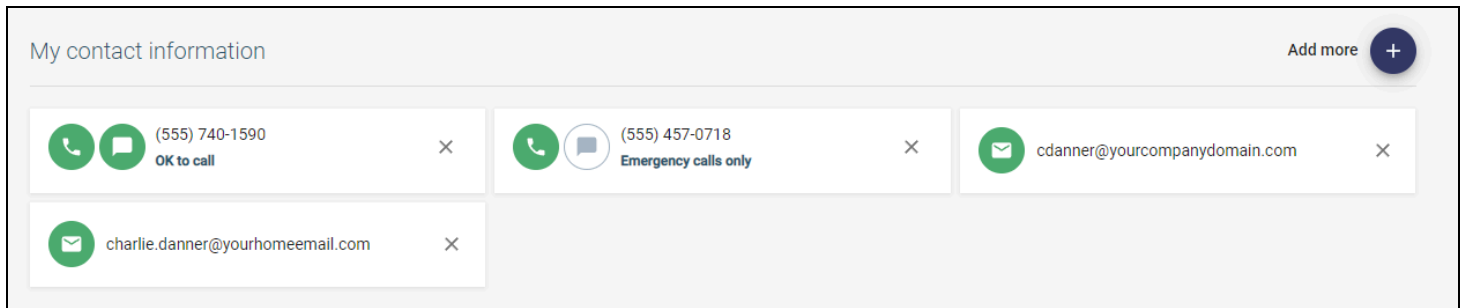 My contact information
Add more
(555) 740-1590
OK to call
(555) 457-0718
Emergency calls only
cdanner@yourcompanydomain.com
charlie.danner@yourhomeemail.com